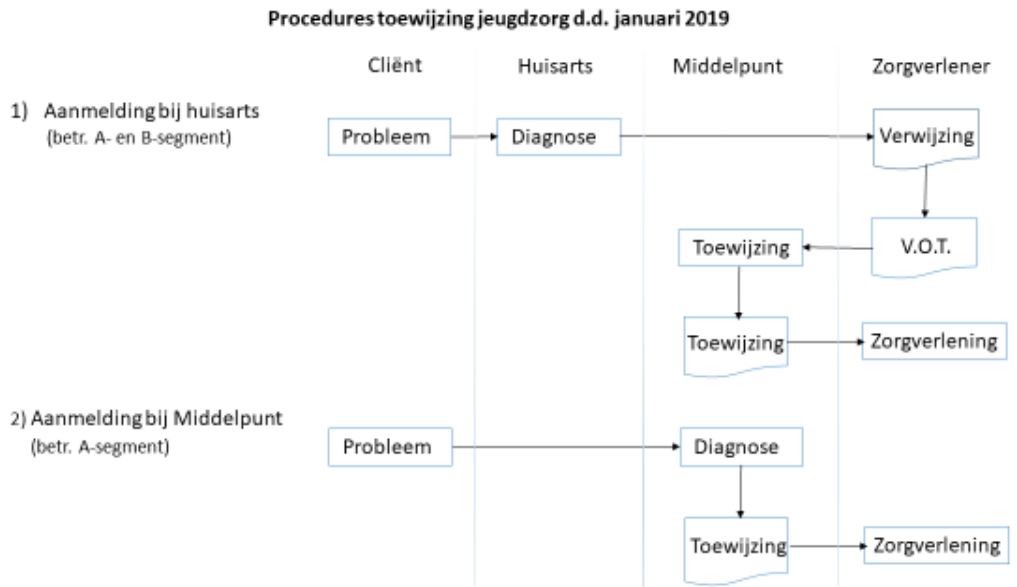 Procedures toewijzing jeugdzorg d.d. januari 2019
Cliënt Huisarts Middelpunt Zorgverlener
1) Aanmelding bij huisarts
(betr. A- en B-segment)
Probleem Diagnose Verwijzing
Toewijzing V.O.T.
Toewijzing Zorgverlening
2) Aanmelding bij Middelpunt
(betr. A-segment)
Probleem Diagnose
Toewijzing Zorgverlening